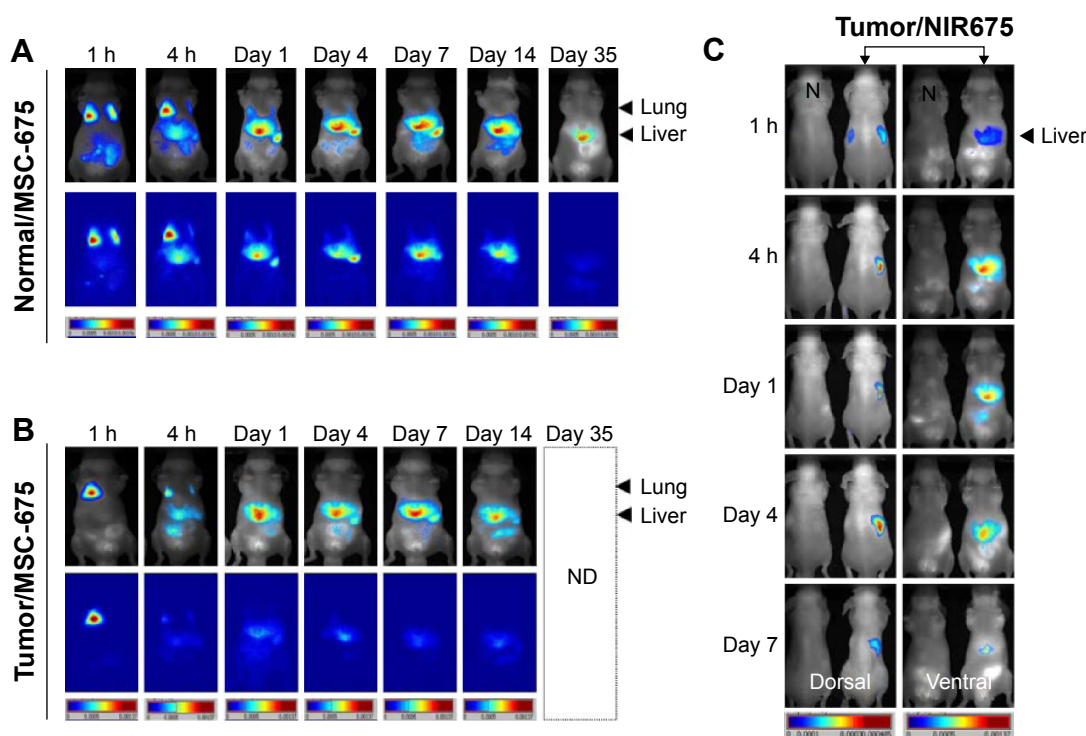 A
1 h 4 h Day 1 Day 4 Day 7 Day 14 Day 35
Normal/MSC-675
Lung
Liver
B
1 h 4 h Day 1 Day 4 Day 7 Day 14 Day 35
Tumor/MSC-675
Lung
Liver
ND
C
Tumor/NIR675
N N
1 h
Liver
4 h
Day 1
Day 4
Day 7
Dorsal Ventral